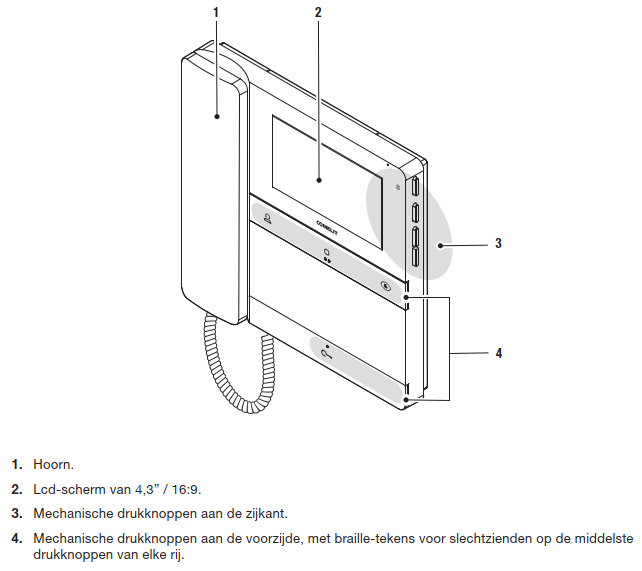 1
2
COMELIT
3
4
1. Hoorn.
2. Lcd-scherm van 4,3” / 16:9.
3. Mechanische drukknoppen aan de zijkant.
4. Mechanische drukknoppen aan de voorzijde, met braille-tekens voor slechtzienden op de middelste
drukknoppen van elke rij.